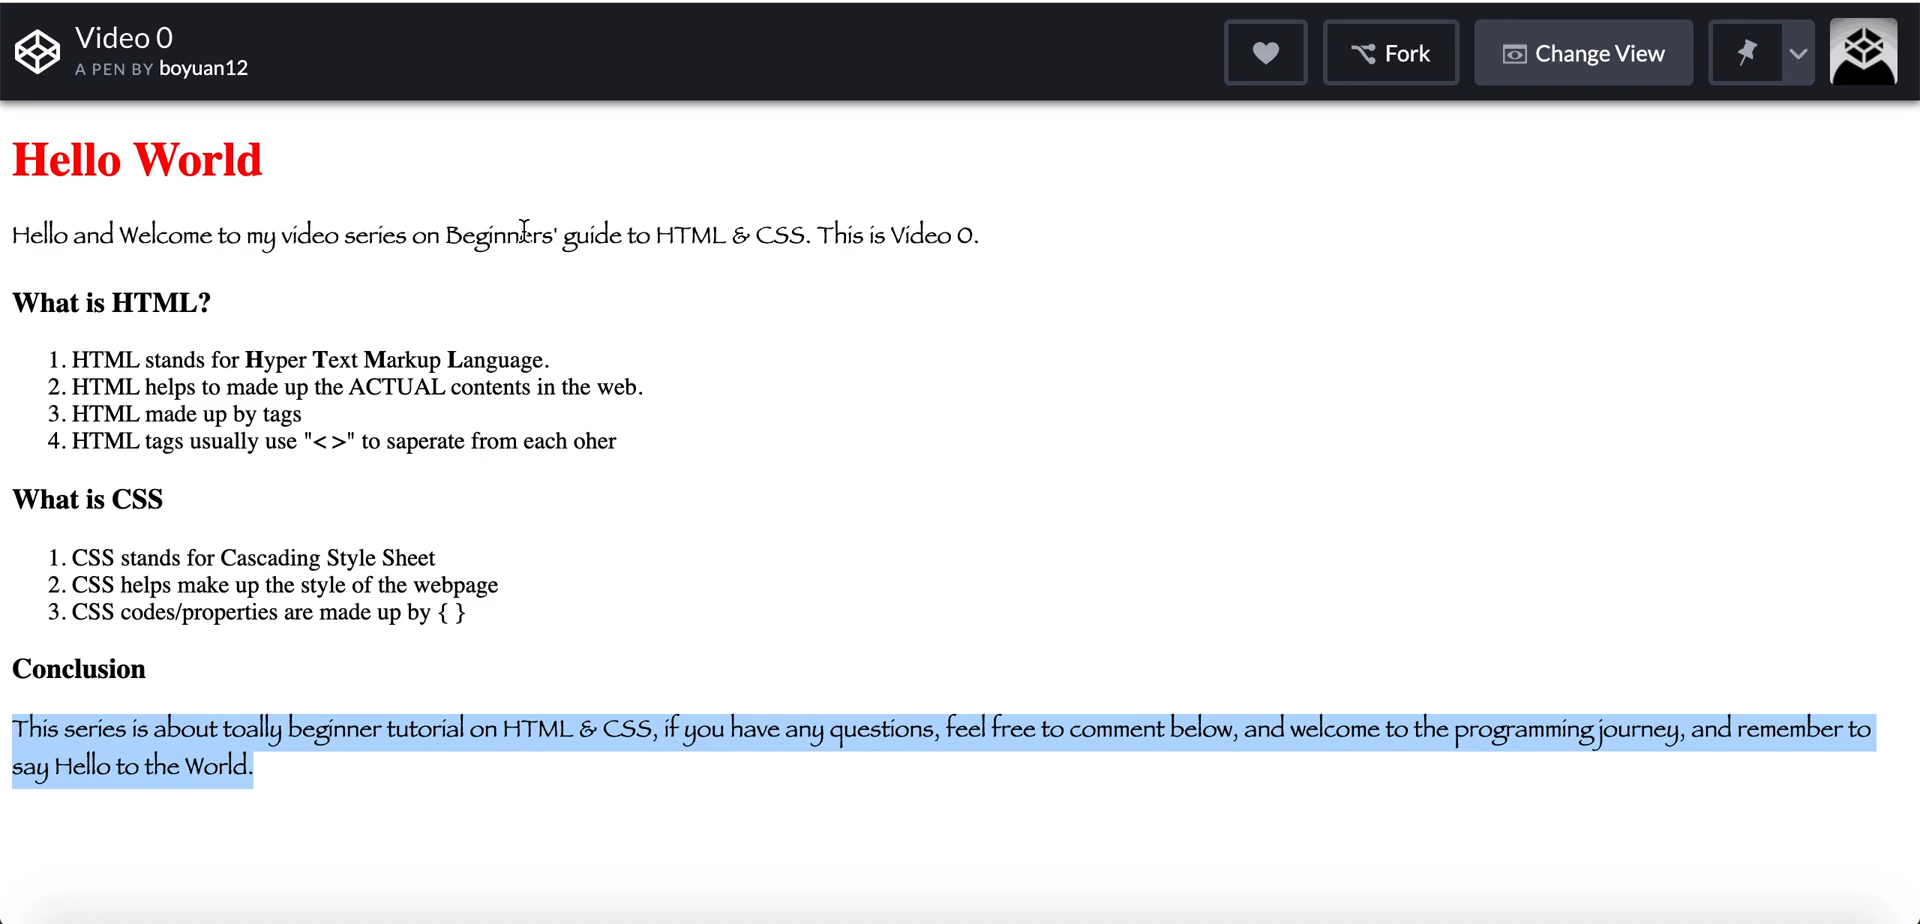 Video 0
A PEN BY boyuan12
Fork
Change View
Hello World
Hello and Welcome to my video series on Beginners' guide to HTML & CSS. This is Video 0.
What is HTML?
1. HTML stands for Hyper Text Markup Language.
2. HTML helps to made up the ACTUAL contents in the web.
3. HTML made up by tags
4. HTML tags usually use "< >" to saperate from each oher
What is CSS
1. CSS stands for Cascading Style Sheet
2. CSS helps make up the style of the webpage
3. CSS codes/properties are made up by { }
Conclusion
This series is about toally beginner tutorial on HTML & CSS, if you have any questions, feel free to comment below, and welcome to the programming journey, and remember to
say Hello to the World.